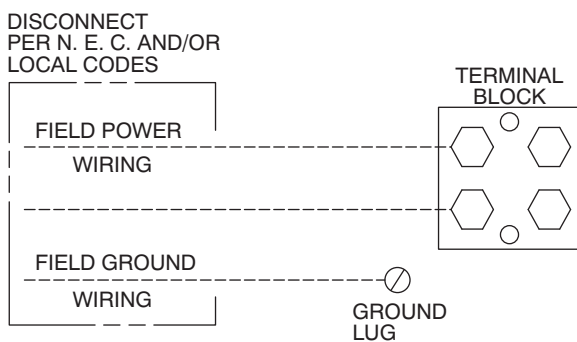 DISCONNECT
PER N. E. C. AND/OR
LOCAL CODES
TERMINAL
BLOCK
FIELD POWER
WIRING
FIELD GROUND
WIRING
GROUND
LUG